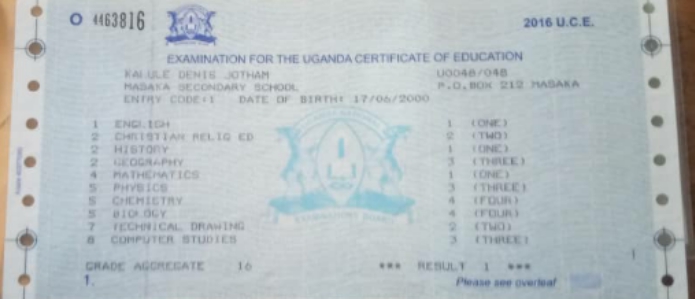 O 4463816 2016 U.C.E.
EXAMINATION FOR THE UGANDA CERTIFICATE OF EDUCATION
KALULE DENIS JOTHAM U0048/048
MASAKA SECONDARY SCHOOL P.O.BOX 212 MASAKA
ENTRY CODE:1 DATE OF BIRTH: 17/06/2000
1 ENGLISH 1 (ONE)
2 CHRISTIAN RELIG ED 2 (TWO)
2 HISTORY 1 (ONE)
2 GEOGRAPHY 3 (THREE)
4 MATHEMATICS 1 (ONE)
5 PHYSICS 3 (THREE)
5 CHEMISTRY 4 (FOUR)
5 BIOLOGY 4 (FOUR)
7 TECHNICAL DRAWING 2 (TWO)
8 COMPUTER STUDIES 3 (THREE)
GRADE AGGREGATE 16 *** RESULT 1 ***
1. Please see overleaf